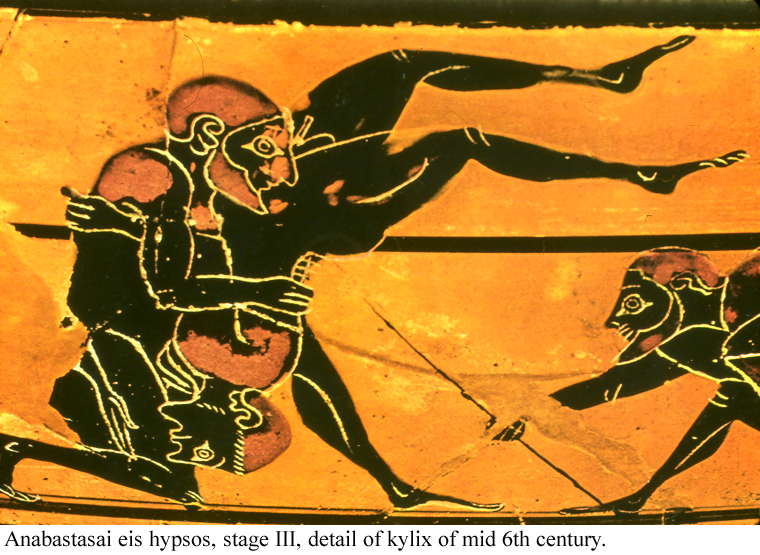 Anabastasai eis hypsos, stage III, detail of kylix of mid 6th century.